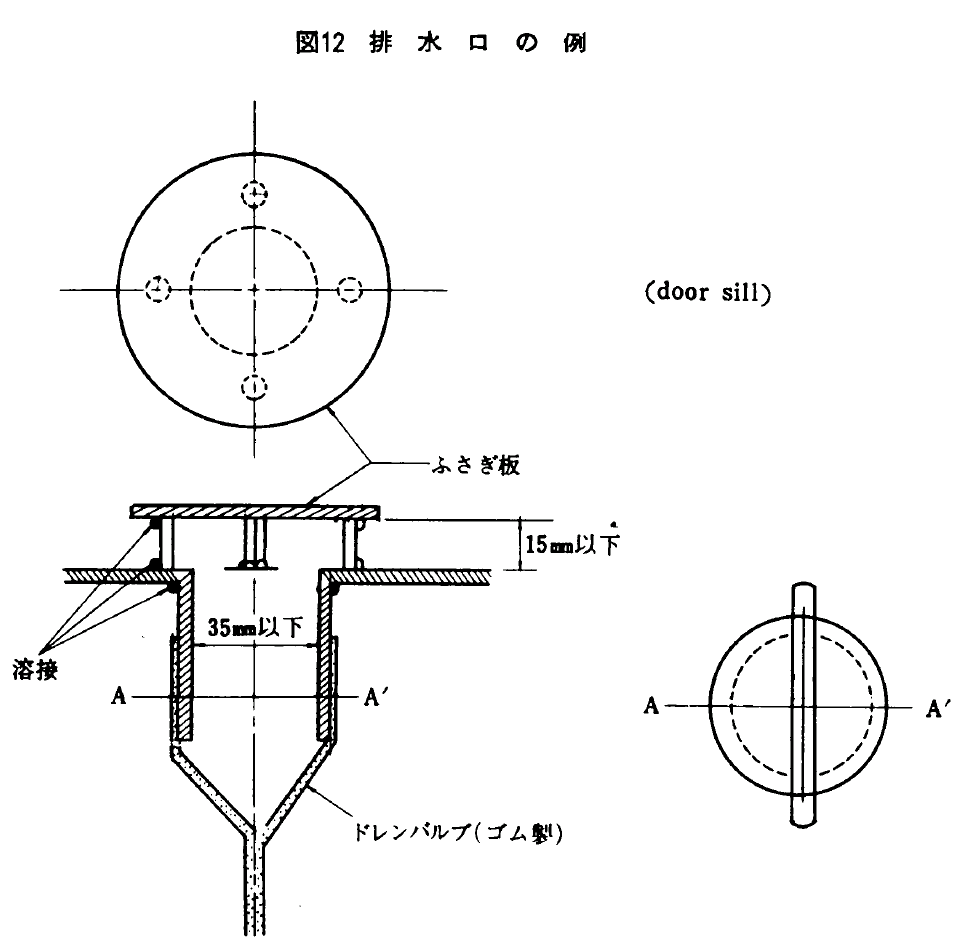 図12 排水口の例
(door sill)
ふさぎ板
15mm以下
35mm以下
溶接
A A′
A A′
ドレンバルブ(ゴム製)